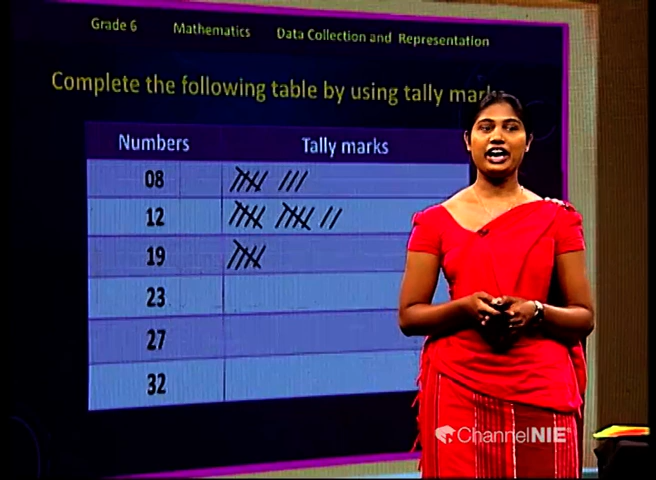 Grade 6 Mathematics Data Collection and Representation
Complete the following table by using tally marks
Numbers Tally marks
08
12
19
23
27
32
ChannelNIE